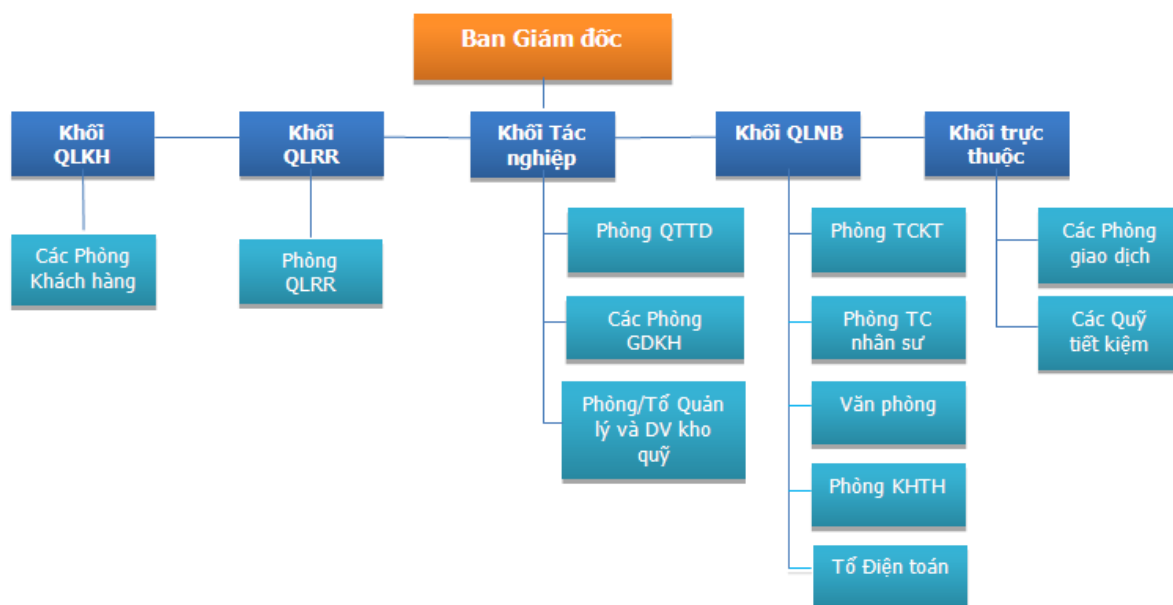 Ban Giám đốc
Khối
QLKH
Khối
QLRR
Khối Tác
nghiệp
Khối QLNB
Khối trực
thuộc
Các Phòng
Khách hàng
Phòng
QLRR
Phòng QTTD
Các Phòng
GDKH
Phòng/Tổ Quản
lý và DV kho
quỹ
Phòng TCKT
Phòng TC
nhân sư
Văn phòng
Phòng KHTH
Tổ Điện toán
Các Phòng
giao dịch
Các Quỹ
tiết kiệm